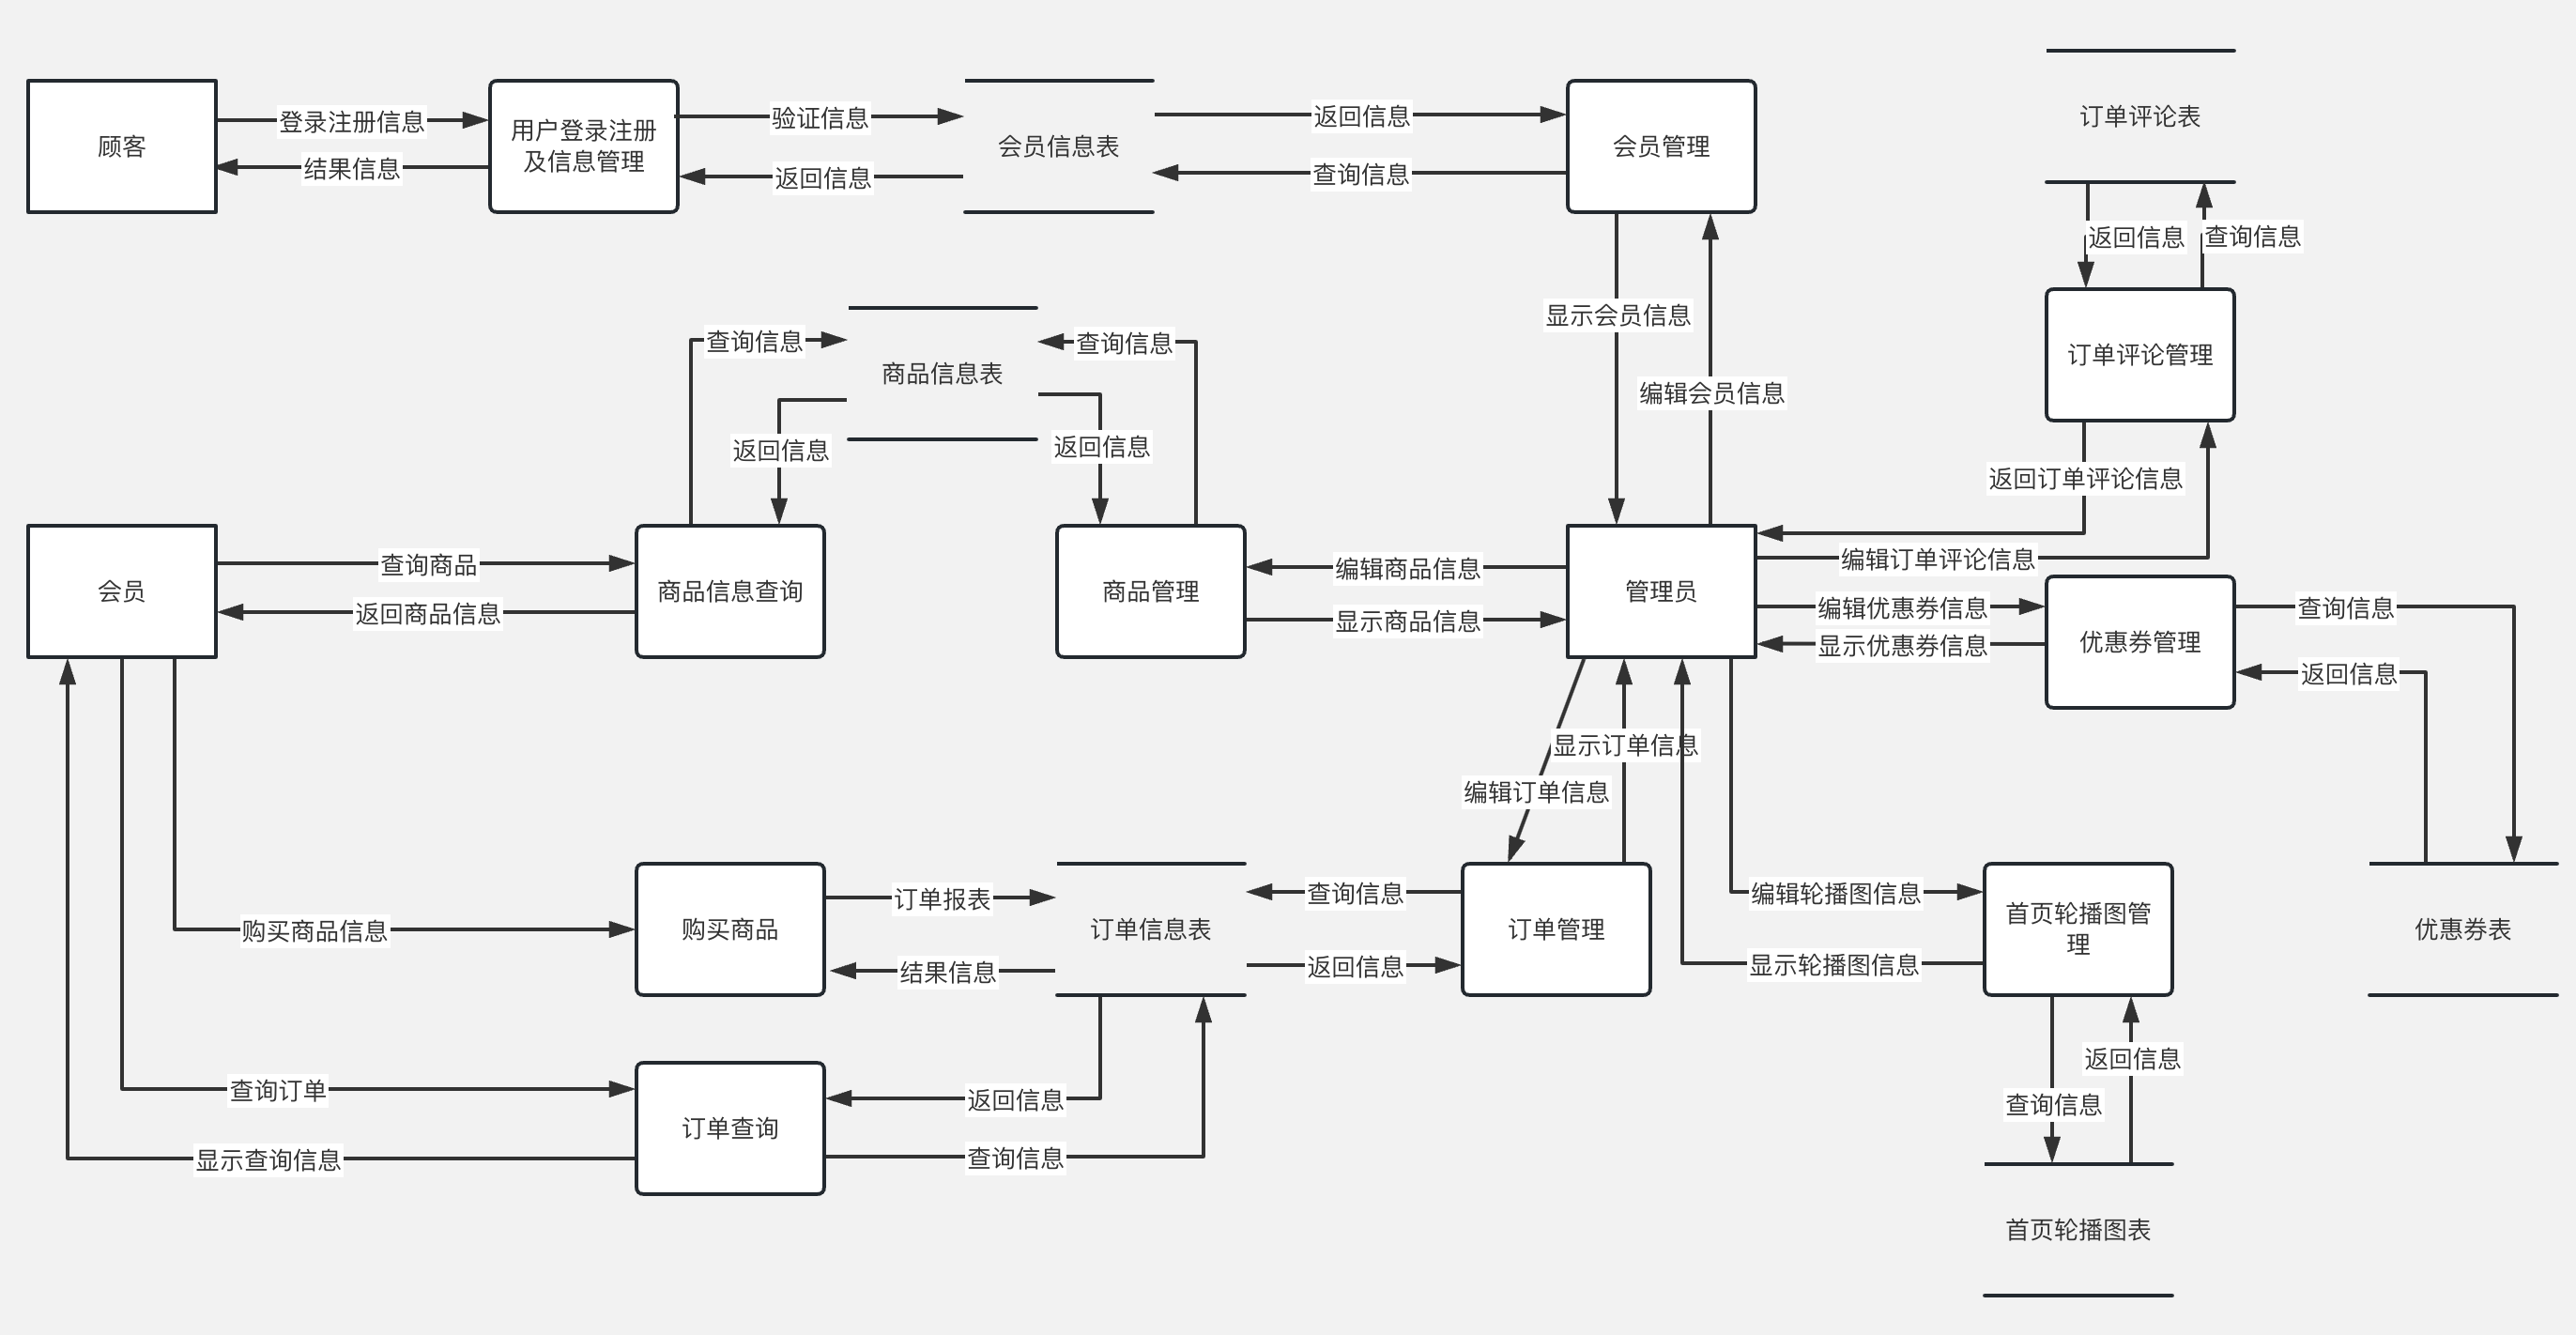 订单评论表
顾客
登录注册信息
结果信息
用户登录注册
及信息管理
验证信息
返回信息
会员信息表
返回信息
查询信息
会员管理
返回信息
查询信息
显示会员信息
编辑会员信息
查询信息
商品信息表
查询信息
返回信息
返回信息
订单评论管理
返回订单评论信息
会员
查询商品
返回商品信息
商品信息查询
商品管理
编辑商品信息
显示商品信息
管理员
编辑订单评论信息
编辑优惠券信息
显示优惠券信息
优惠券管理
查询信息
返回信息
显示订单信息
编辑订单信息
购买商品信息
购买商品
订单报表
结果信息
订单信息表
查询信息
返回信息
订单管理
编辑轮播图信息
显示轮播图信息
首页轮播图管
理
优惠券表
查询订单
显示查询信息
订单查询
返回信息
查询信息
返回信息
查询信息
首页轮播图表